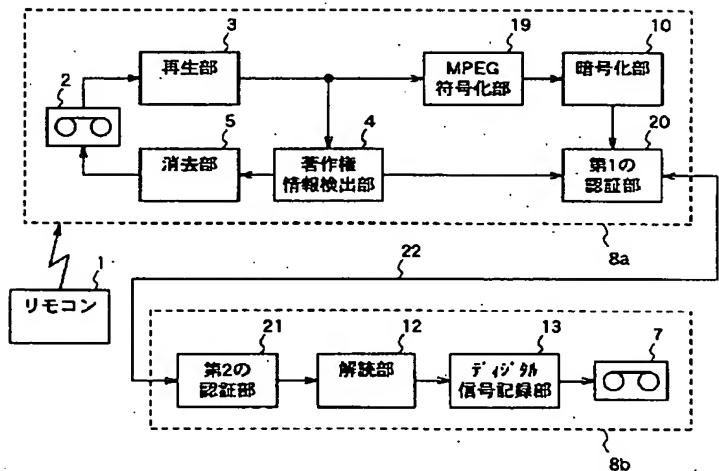 3
再生部
19
MPEG
符号化部
10
暗号化部
2
5
消去部
4
著作権
情報検出部
20
第1の
認証部
8a
22
1
リモコン
21
第2の
認証部
12
解読部
13
ディジタル
信号記録部
7
8b